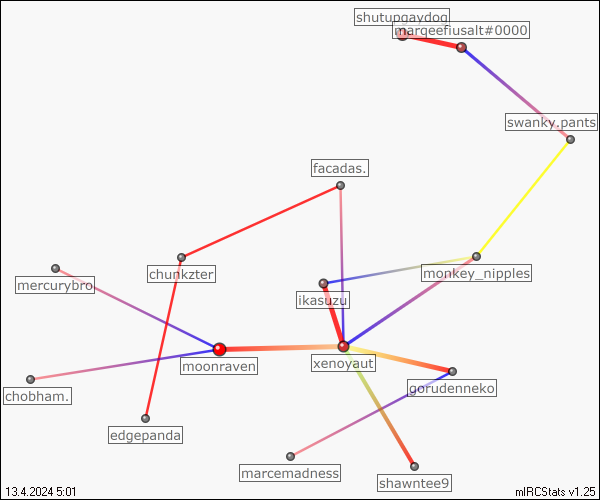 shutupgaydog
margeefiusalt#0000
swanky.pants
facadas.
chunkzter
monkey_nipples
mercurybro
ikasuzu
moonraven
xenoyaut
gorudenneko
chobham.
edgepanda
marcemadness
shawntee9
13.4.2024 5:01
mIRCStats v1.25